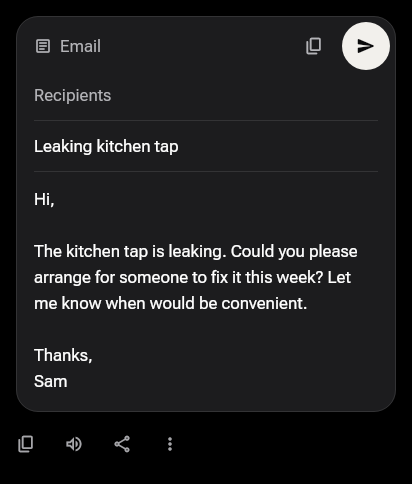 Email
Recipients
Leaking kitchen tap
Hi,
The kitchen tap is leaking. Could you please
arrange for someone to fix it this week? Let
me know when would be convenient.
Thanks,
Sam